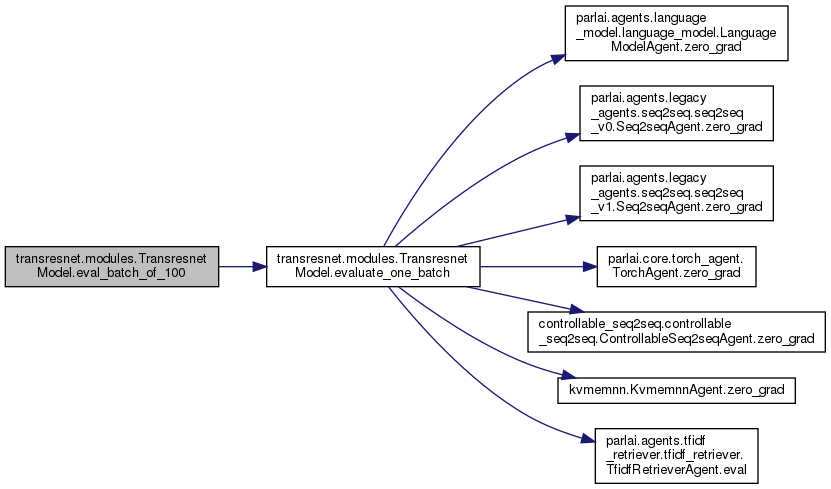 transresnet.modules.Transresnet
Model.eval_batch_of_100
transresnet.modules.Transresnet
Model.evaluate_one_batch
parlai.agents.language
_model.language_model.Language
ModelAgent.zero_grad
parlai.agents.legacy
_agents.seq2seq.seq2seq
_v0.Seq2seqAgent.zero_grad
parlai.agents.legacy
_agents.seq2seq.seq2seq
_v1.Seq2seqAgent.zero_grad
parlai.core.torch_agent.
TorchAgent.zero_grad
controllable_seq2seq.controllable
_seq2seq.ControllableSeq2seqAgent.zero_grad
kvmemnn.KvmemnnAgent.zero_grad
parlai.agents.tfidf
_retriever.tfidf_retriever.
TfidfRetrieverAgent.eval